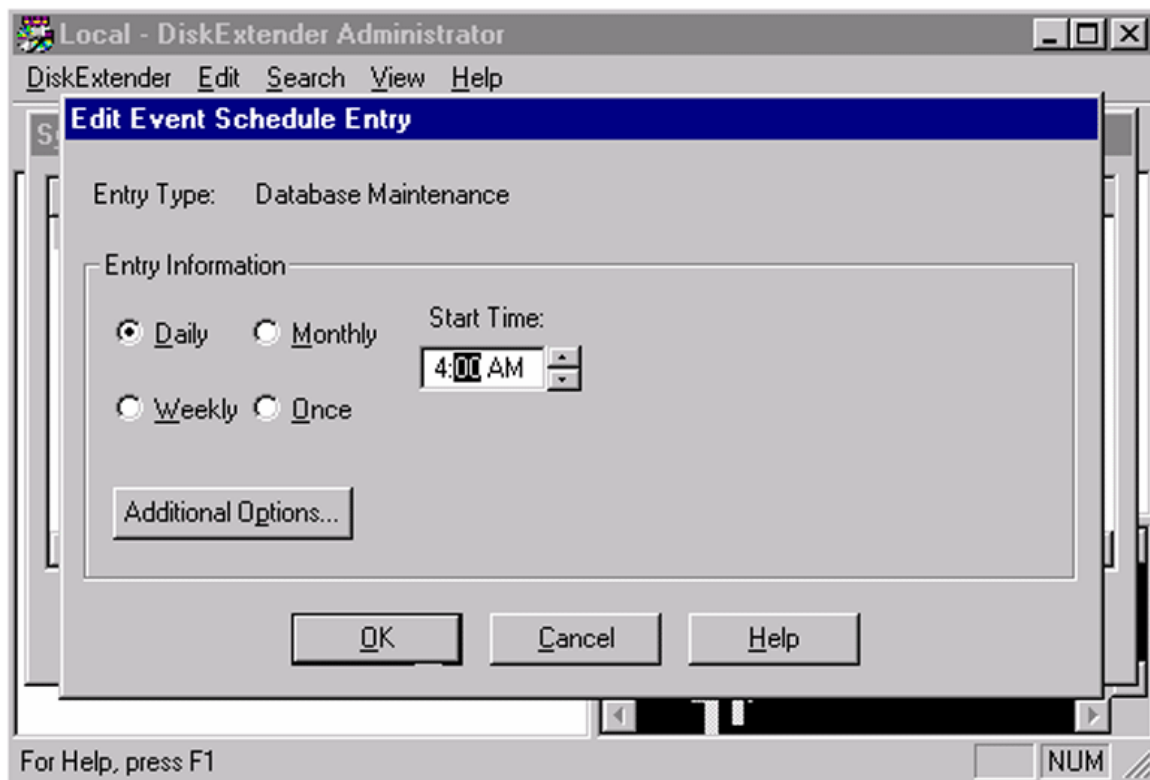 Local - DiskExtender Administrator
DiskExtender Edit Search View Help
Edit Event Schedule Entry
Entry Type: Database Maintenance
Entry Information
Daily Monthly Start Time:
4:00 AM
Weekly Once
Additional Options...
OK Cancel Help
For Help, press F1 NUM